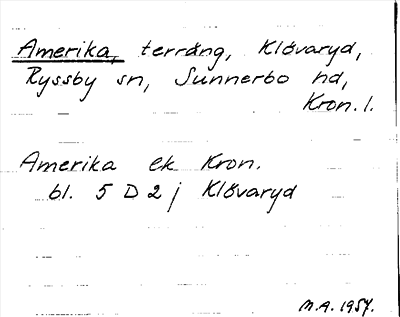 Amerika, terräng, Klövaryd,
Ryssby sn, Sunnerbo hd,
Kron. l.
Amerika ek Kron.
bl. 5 D 2 j Klövaryd
M.A. 1957.